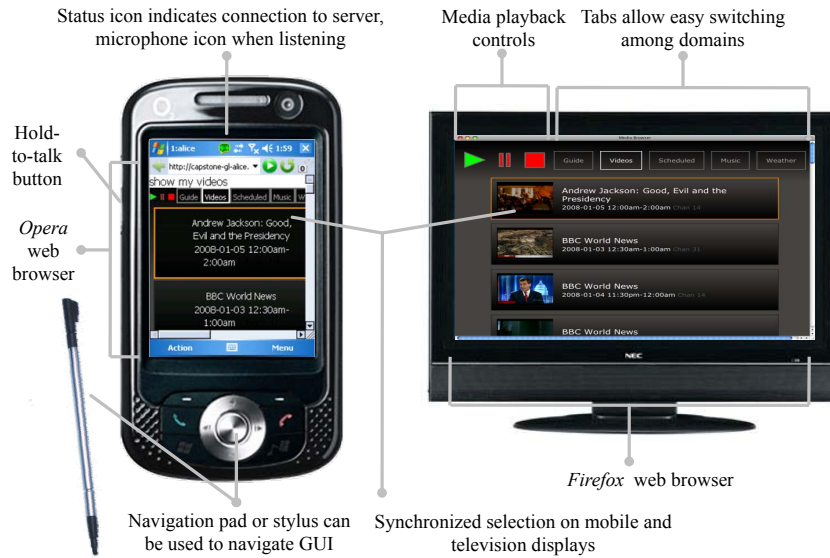 Status icon indicates connection to server,
microphone icon when listening
Media playback
controls
Tabs allow easy switching
among domains
Hold-
to-talk
button
Opera
web
browser
O2
1:alice 1:59
http://capstone-gl-alice.
show my videos
Guide Videos Scheduled Music W
Andrew Jackson: Good,
Evil and the Presidency
2008-01-05 12:00am-
2:00am
BBC World News
2008-01-03 12:30am-
1:00am
Action Menu
Media Browser
Guide Videos Scheduled Music Weather
Andrew Jackson: Good, Evil and the
Presidency
2008-01-05 12:00am-2:00am Chan 14
BBC World News
2008-01-03 12:30am-1:00am Chan 31
BBC World News
2008-01-04 11:30pm-12:00am Chan 14
BBC World News
NEC
Firefox web browser
Navigation pad or stylus can
be used to navigate GUI
Synchronized selection on mobile and
television displays